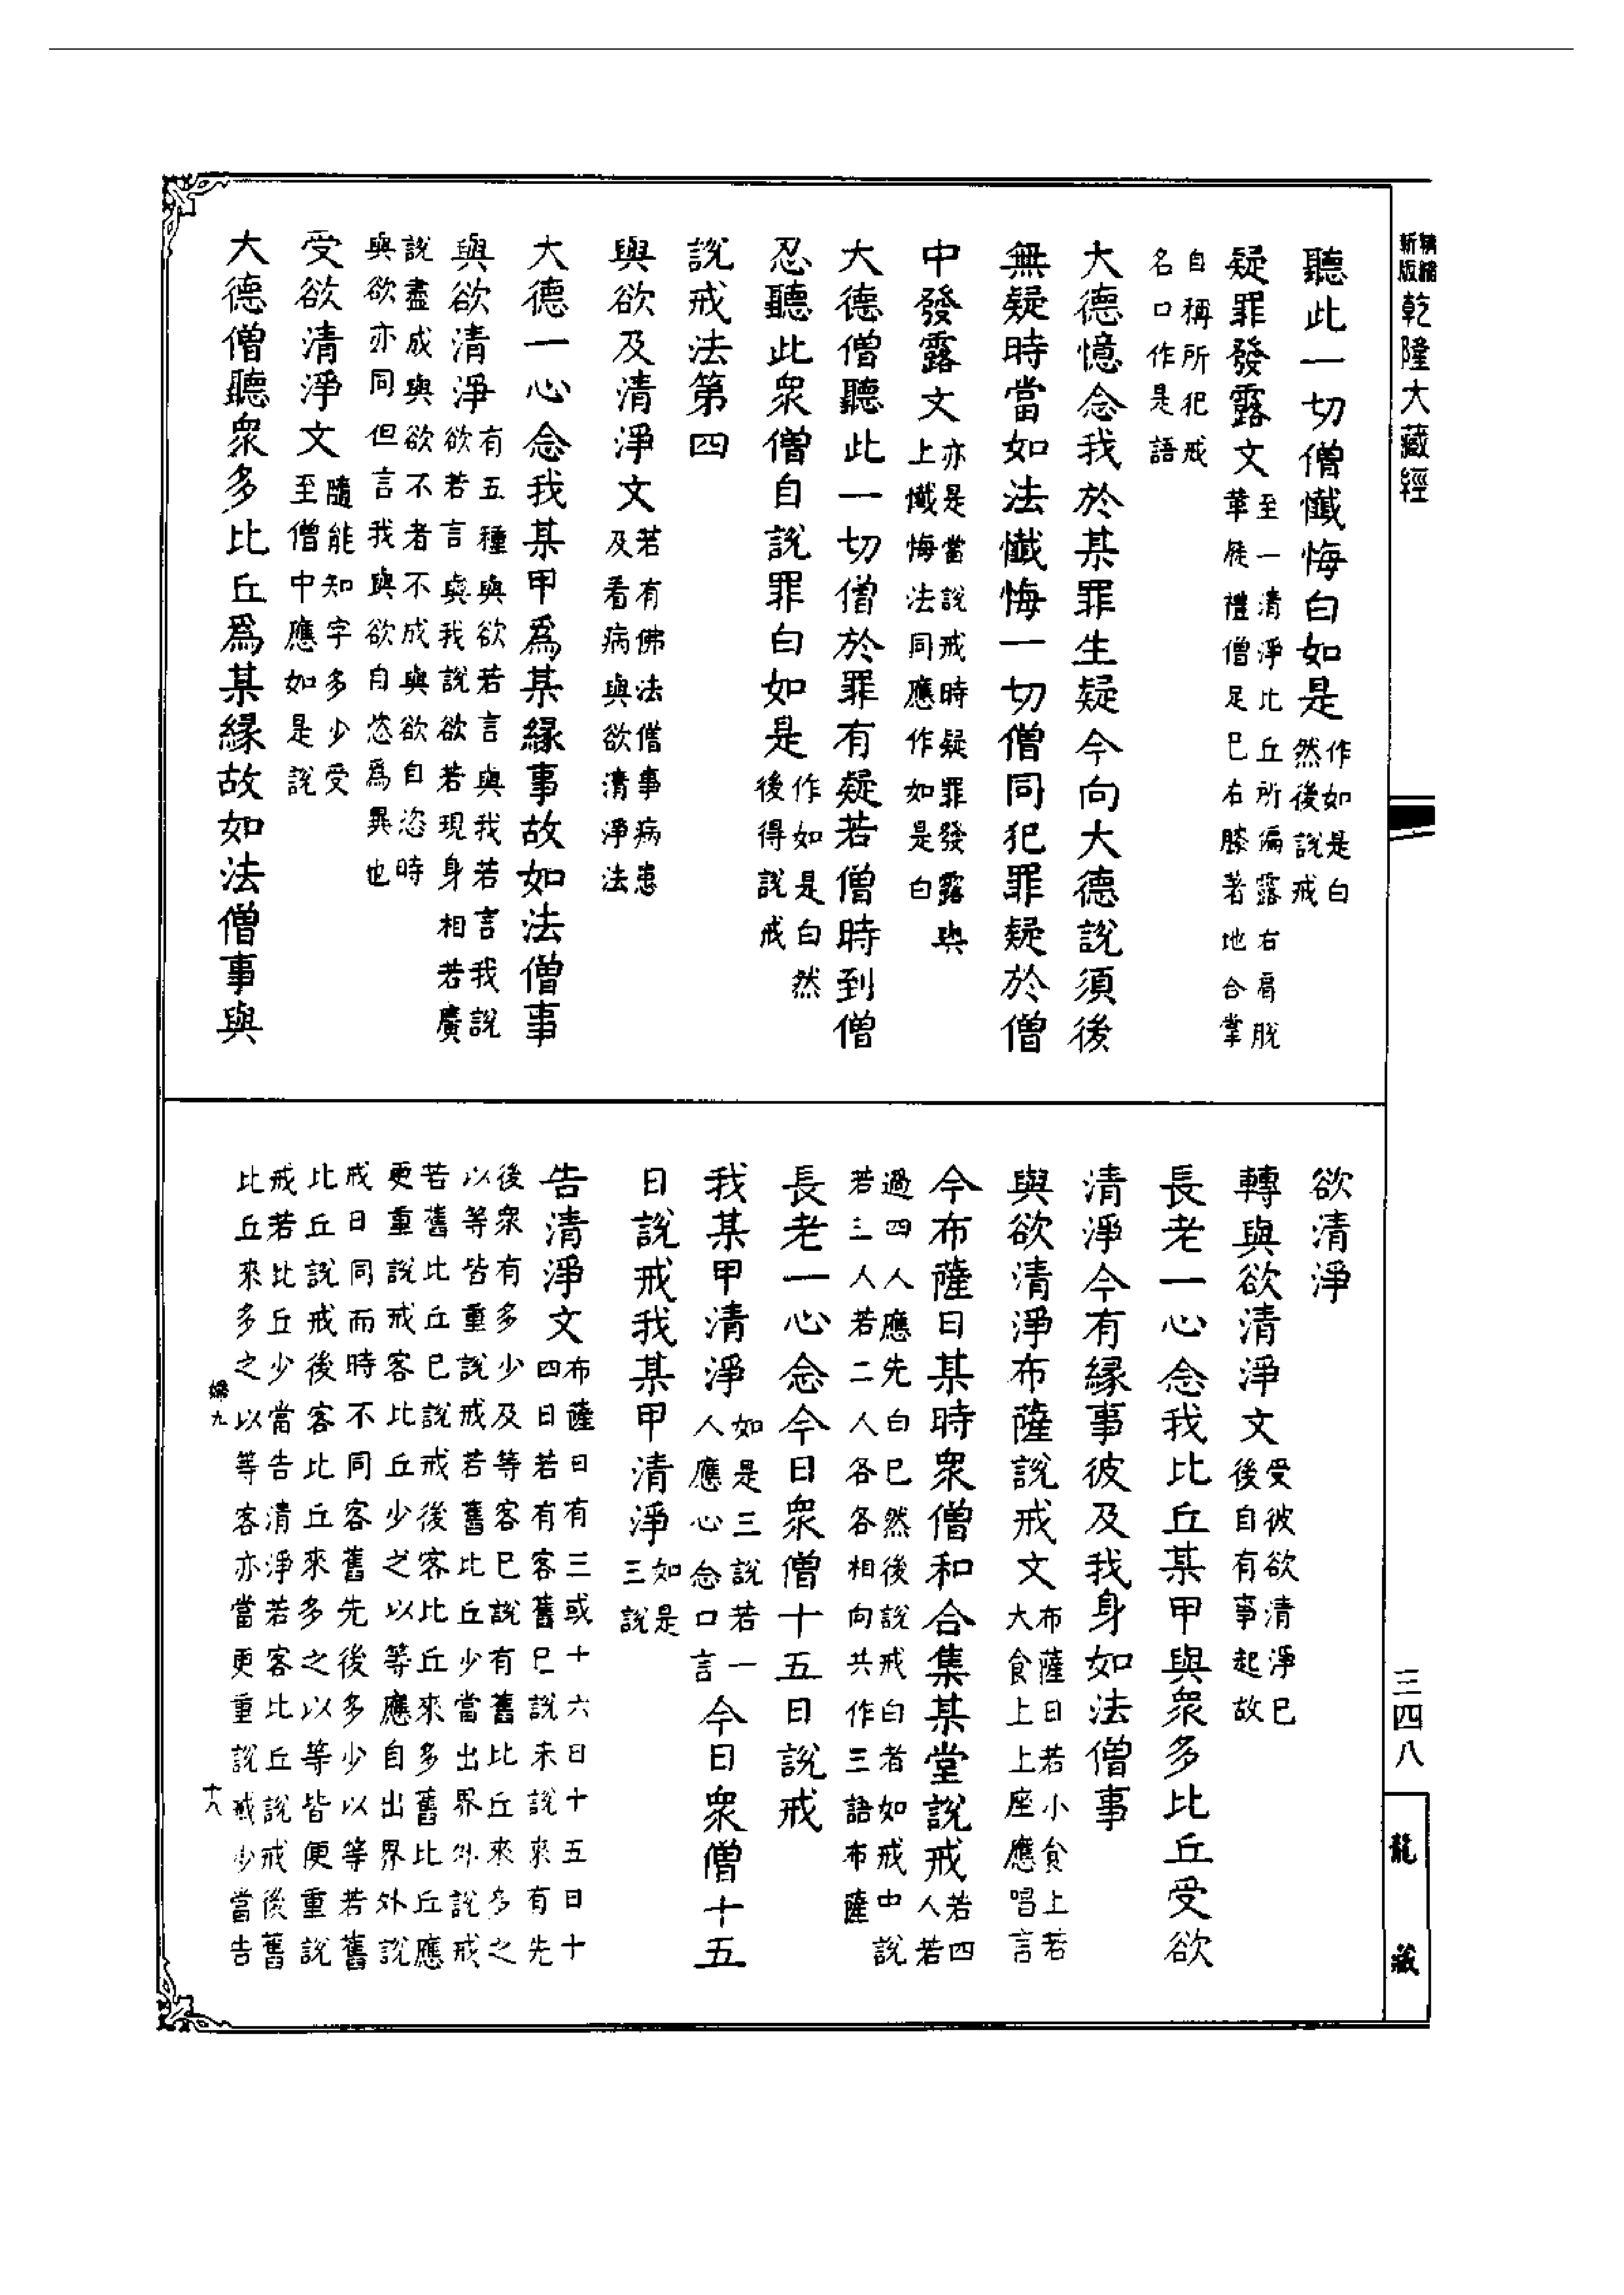 精縮新版乾隆大藏經
聽此一切僧懺悔白如是作如是白然後說戒
疑罪發露文至一清淨比丘所偏露右肩脫革屣禮僧足已右膝著地合掌
自稱所犯戒名口作是語
大德憶念我於某罪生疑今向大德說須後
無疑時當如法懺悔一切僧同犯罪疑於僧
中發露文亦是當說戒時疑罪發露與上懺悔法同應作如是白
大德僧聽此一切僧於罪有疑若僧時到僧
忍聽此眾僧自說罪白如是作如是白然後得說戒
說戒法第四
與欲及清淨文若有佛法僧事病患及看病與欲清淨法
大德一心念我某甲為某緣事故如法僧事
與欲清淨有五種與欲若言與我若言我說欲若言與我說欲若現身相若廣
說盡成與欲不者不成與欲自恣時與欲亦同但言我與欲自恣為異也
受欲清淨文隨能知字多少受至僧中應如是說
大德僧聽眾多比丘為某緣故如法僧事與
欲清淨
轉與欲清淨文受彼欲清淨已後自有事起故
長老一心念我比丘某甲與眾多比丘受欲
清淨今有緣事彼及我身如法僧事
與欲清淨布薩說戒文布薩日若小食上若大食上上座應唱言
今布薩日某時眾僧和合集某堂說戒若四人若
過四人應先白已然後說戒白者如戒中說若三人若二人各各相向共作三語布薩
長老一心念今日眾僧十五日說戒
我某甲清淨如是三說若一人應心念口言今日眾僧十五
日說戒我某甲清淨如是三說
告清淨文布薩日有三或十六日十五日十四日若有客舊已說未說來有先
後眾有多少及等客已說有舊比丘來多之以等皆重說戒若舊比丘少當出界外說戒
若舊比丘已說戒後客比丘來多舊比丘應更重說戒客比丘少之以等應自出界外說
戒日同而時不同客舊先後多少以等若舊比丘說戒後客比丘來多之以等皆便重說
戒若比丘少當告清淨若客比丘說戒後舊比丘來多之以等客亦當更重說戒少當告
婦九
十八
三四八
龍藏